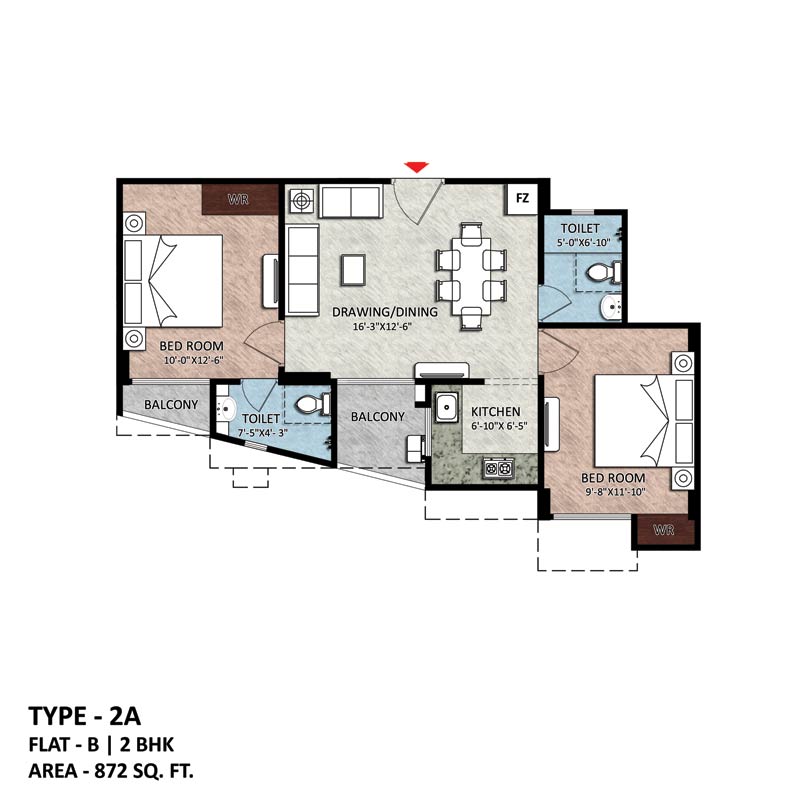 WR
FZ
TOILET
5'-0"X6'-10"
DRAWING/DINING
16'-3"X12'-6"
BED ROOM
10'-0"X12'-6"
BALCONY
TOILET
7'-5"X4'- 3"
BALCONY
KITCHEN
6'-10"X 6'-5"
BED ROOM
9'-8"X11'-10"
WR
TYPE - 2A
FLAT - B | 2 BHK
AREA - 872 SQ. FT.